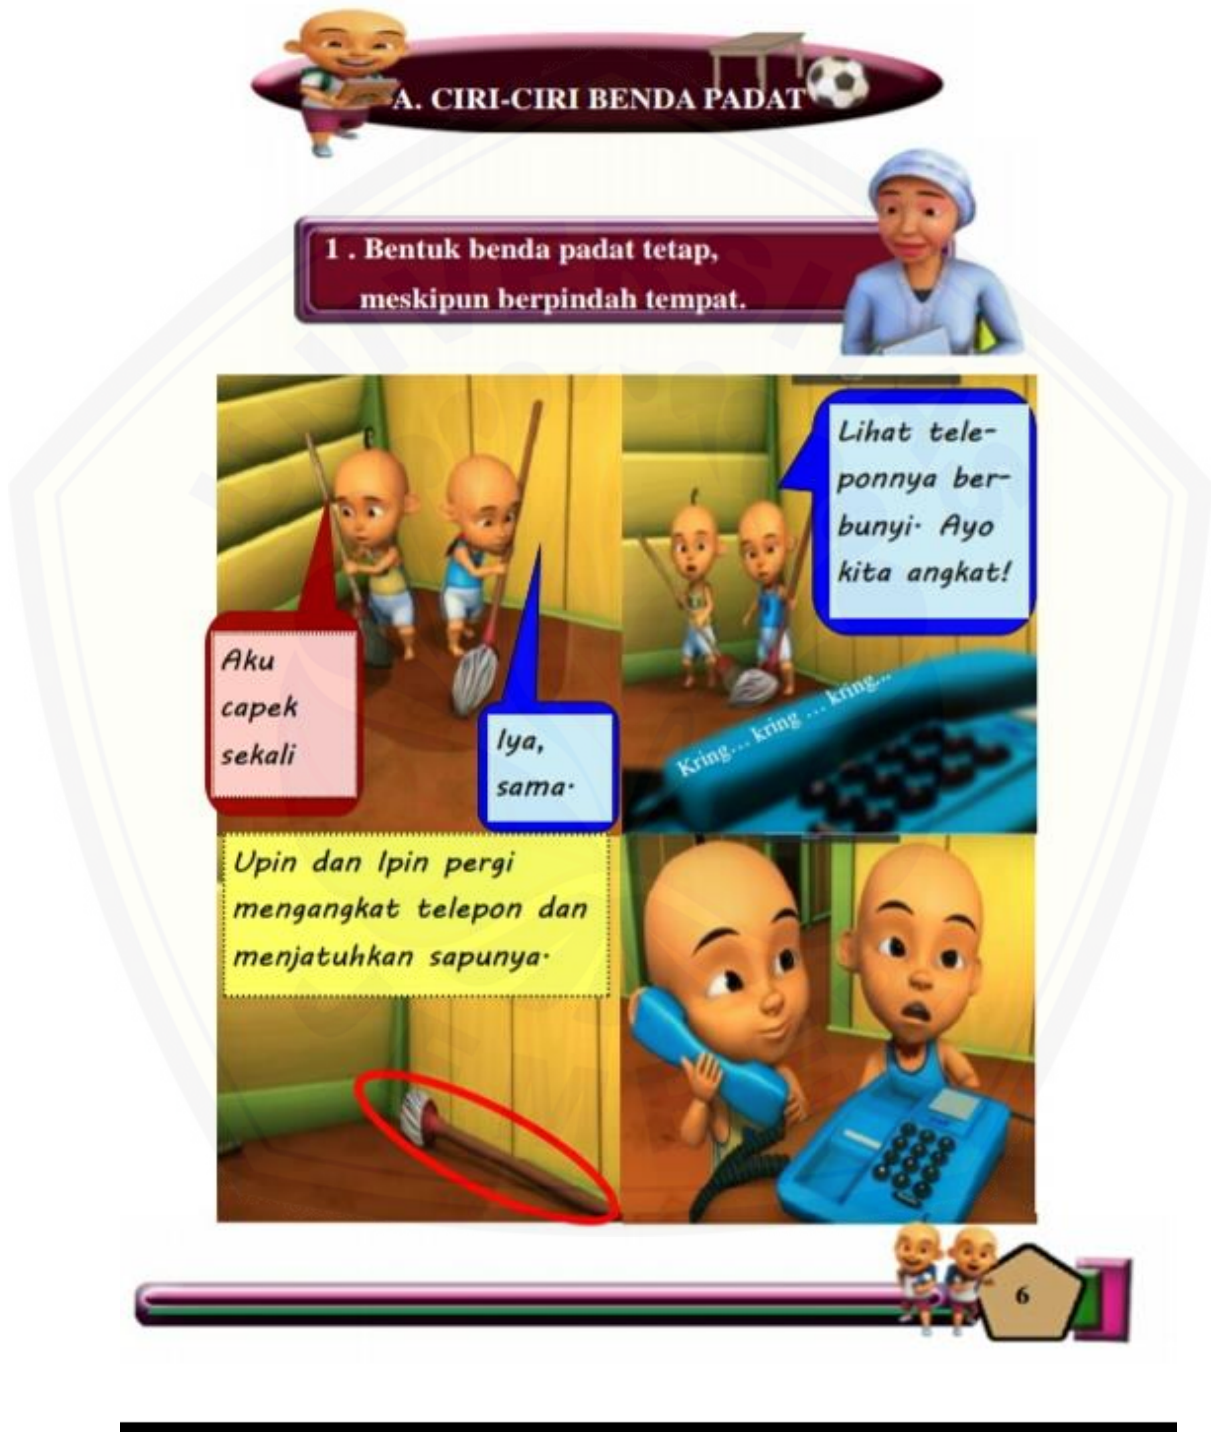 A. CIRI-CIRI BENDA PADAT
1 . Bentuk benda padat tetap,
meskipun berpindah tempat.
Aku
capek
sekali
Iya,
sama.
Lihat tele-
ponnya ber-
bunyi. Ayo
kita angkat!
Kring... kring ... kring...
Upin dan Ipin pergi
mengangkat telepon dan
menjatuhkan sapunya.
6